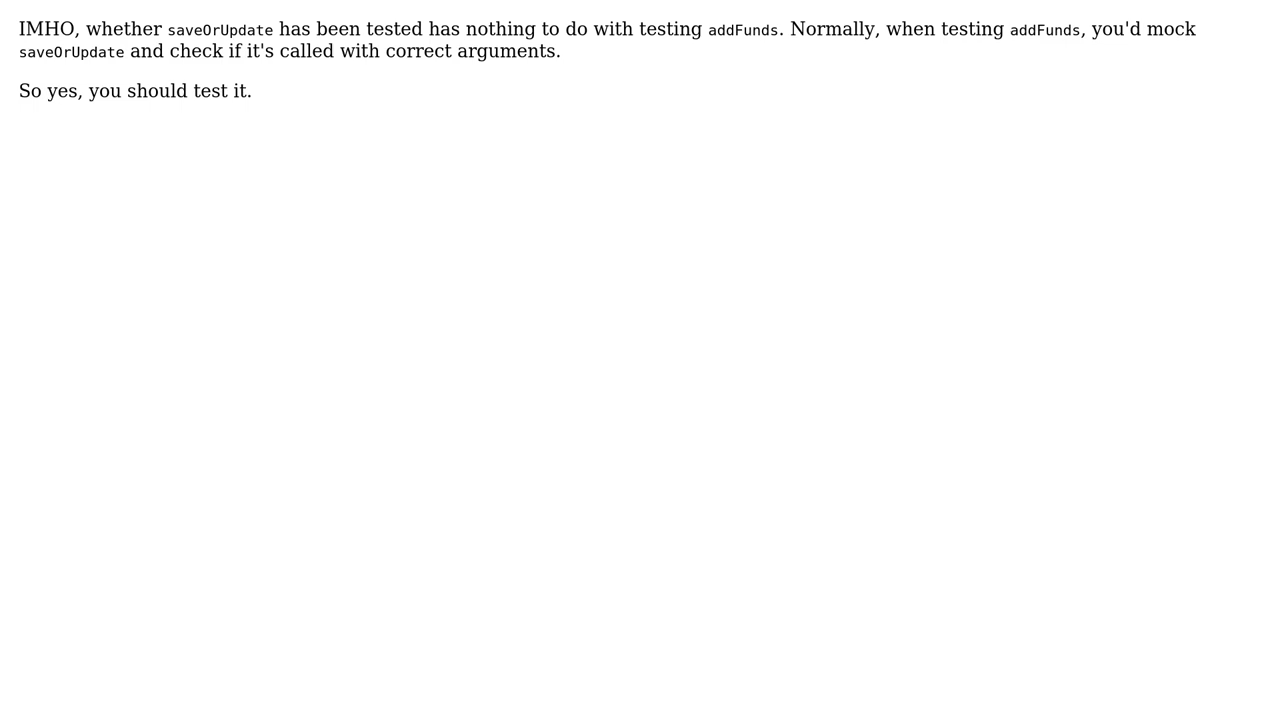 IMHO, whether saveOrUpdate has been tested has nothing to do with testing addFunds. Normally, when testing addFunds, you'd mock
saveOrUpdate and check if it's called with correct arguments.
So yes, you should test it.